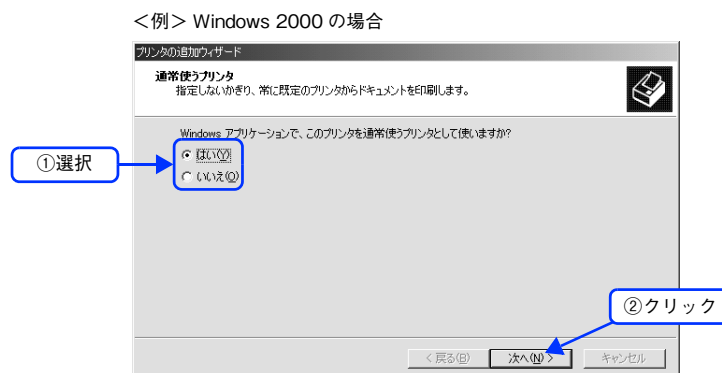 ＜例＞ Windows 2000 の場合
プリンタの追加ウィザード
通常使うプリンタ
指定しないかぎり、常に既定のプリンタからドキュメントを印刷します。
Windows アプリケーションで、このプリンタを通常使うプリンタとして使いますか?
①選択
はい(Y)
いいえ(O)
②クリック
< 戻る(B)
次へ(N) >
キャンセル